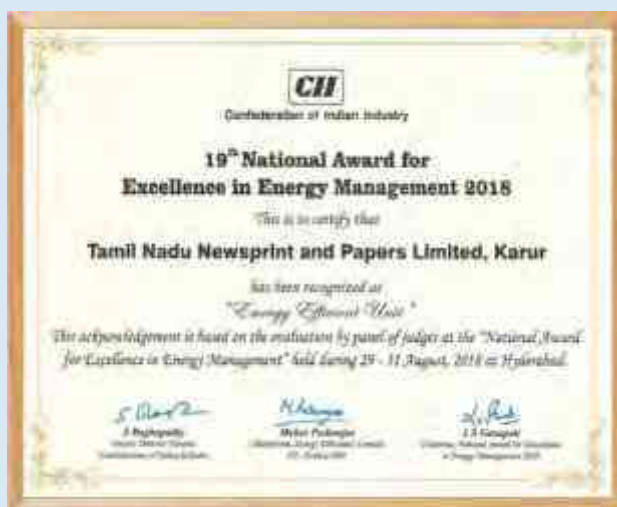 CII
Confederation of Indian Industry
19th National Award for
Excellence in Energy Management 2018
This is to certify that
Tamil Nadu Newsprint and Papers Limited, Karur
has been recognized as
"Energy Efficient Unit"
This acknowledgement is based on the evaluation by panel of judges at the "National Award
for Excellence in Energy Management" held during 29 - 31 August, 2018 at Hyderabad.
S Raghupathy